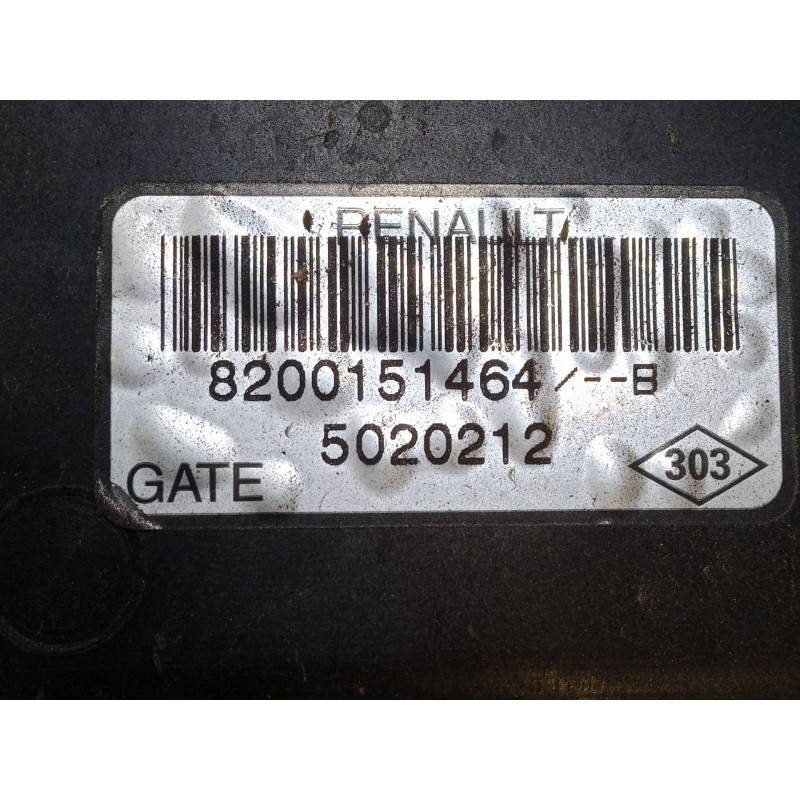 RENAULT
8200151464/--B
5020212
GATE
303